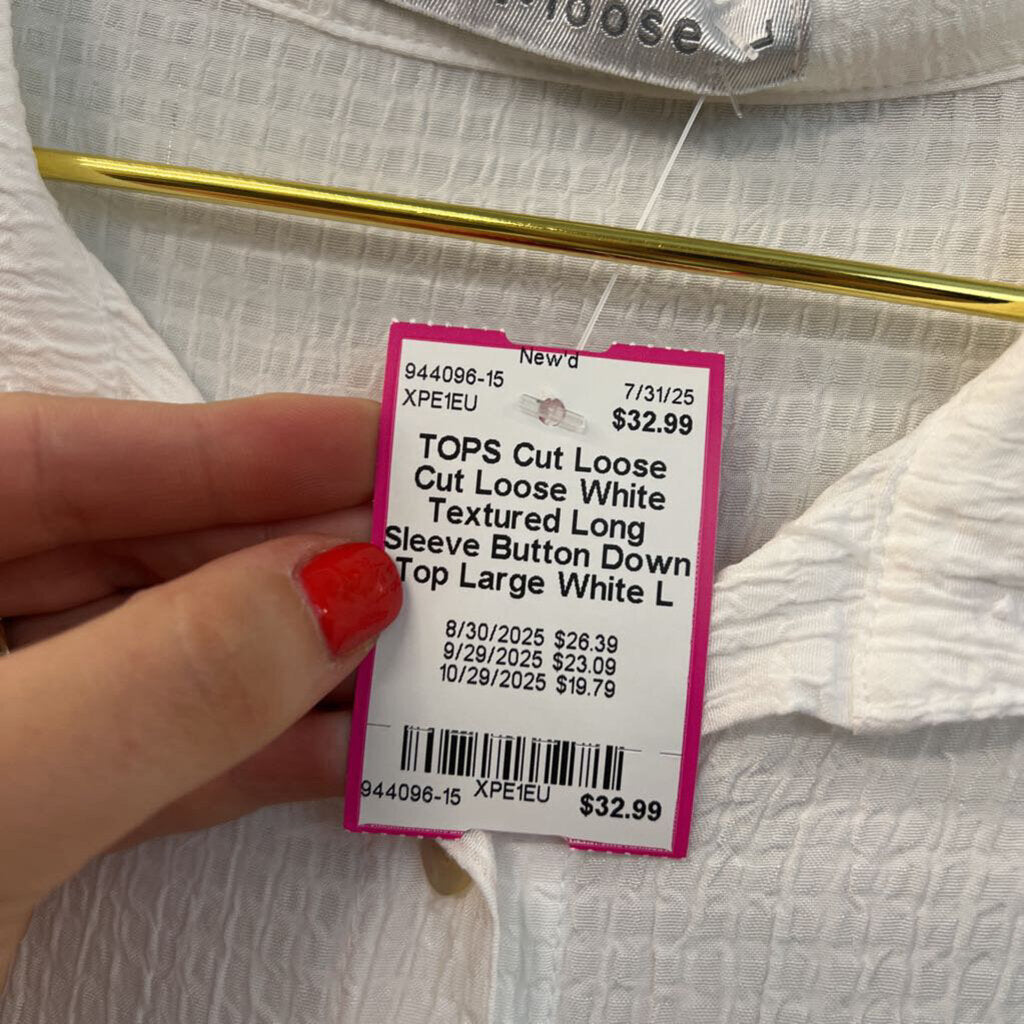 loose L
New'd
944096-15 7/31/25
XPE1EU $32.99
TOPS Cut Loose
Cut Loose White
Textured Long
Sleeve Button Down
Top Large White L
8/30/2025 $26.39
9/29/2025 $23.09
10/29/2025 $19.79
944096-15 XPE1EU $32.99